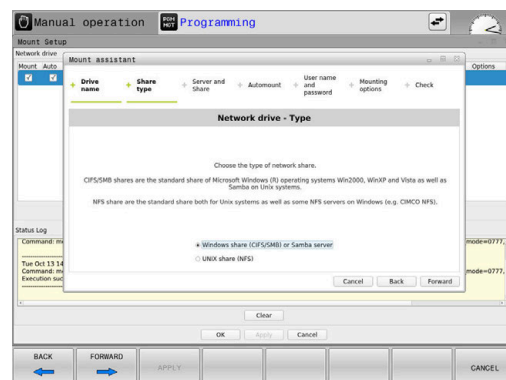 Manual operation
PGM
MGT
Programming
Mount Setup
Network drive
Mount Auto
Options
Mount assistant
Drive name
Share type
Server and Share
Automount
User name and password
Mounting options
Check
Network drive - Type
Choose the type of network share.
CIFS/SMB shares are the standard share of Microsoft Windows (R) operating systems Win2000, WinXP and Vista as well as
Samba on Unix systems.
NFS share are the standard share both for Unix systems as well as some NFS servers on Windows (e.g. CIMCO NFS).
Windows share (CIFS/SMB) or Samba server
UNIX share (NFS)
Cancel Back Forward
Status Log
Command: m
mode=0777,
Tue Oct 13 14
Command: m
mode=0777,
Execution suc
Clear
OK Apply Cancel
BACK
FORWARD
APPLY
CANCEL